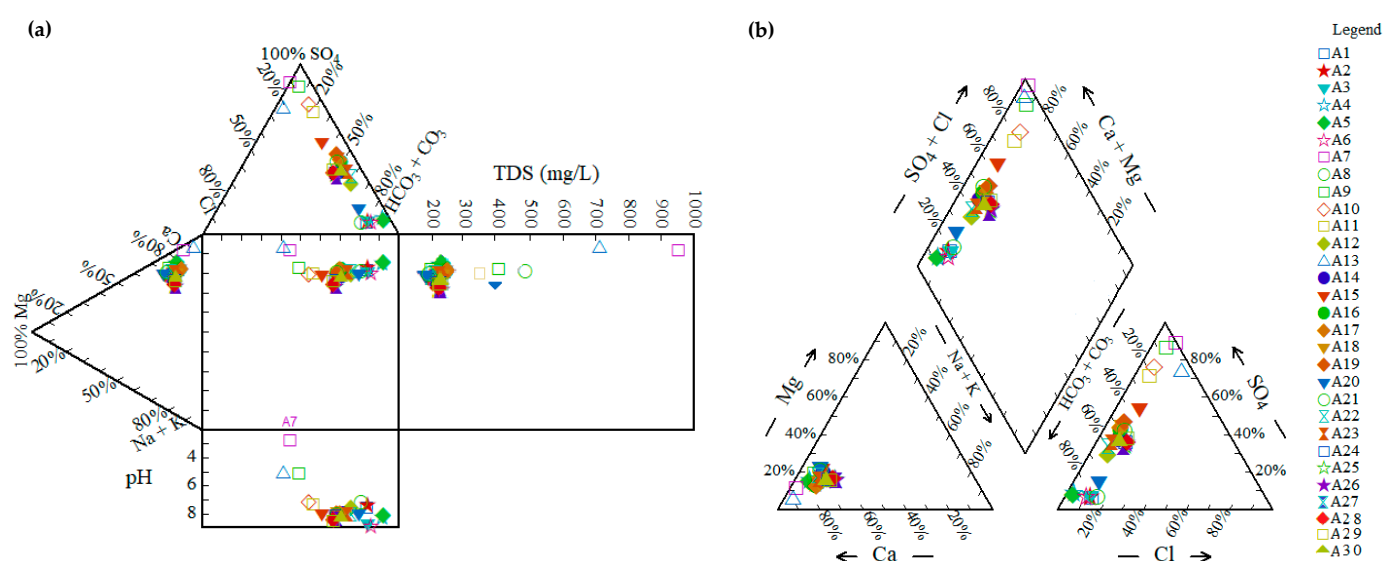 (a)
100% SO4
20%
20%
50%
50%
80%
80%
Cl
HCO3 + CO3
TDS (mg/L)
200
300
400
500
600
700
800
900
1000
Ca
80%
50%
20%
100% Mg
20%
50%
80%
Na + K
A7
pH
4
6
8
(b)
80%
80%
60%
60%
40%
40%
20%
20%
SO4 + Cl
Ca + Mg
Na + K
HCO3 + CO3
Mg
80%
60%
40%
20%
20%
40%
60%
80%
80%
60%
40%
20%
Ca
SO4
20%
40%
60%
80%
80%
60%
40%
20%
20%
40%
60%
80%
Cl
Legend
A1
A2
A3
A4
A5
A6
A7
A8
A9
A10
A11
A12
A13
A14
A15
A16
A17
A18
A19
A20
A21
A22
A23
A24
A25
A26
A27
A28
A29
A30